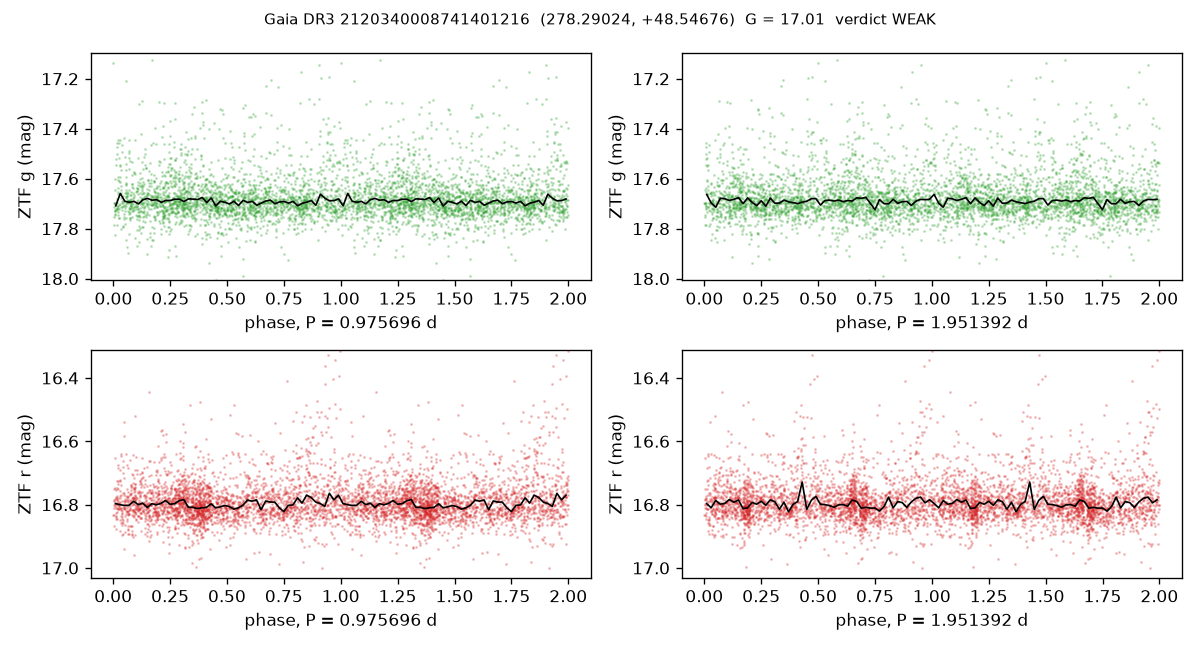 Gaia DR3 2120340008741401216  (278.29024, +48.54676)  G = 17.01  verdict WEAK
ZTF g (mag)
17.2
17.4
17.6
17.8
18.0
0.00 0.25 0.50 0.75 1.00 1.25 1.50 1.75 2.00
phase, P = 0.975696 d
ZTF g (mag)
17.2
17.4
17.6
17.8
18.0
0.00 0.25 0.50 0.75 1.00 1.25 1.50 1.75 2.00
phase, P = 1.951392 d
ZTF r (mag)
16.4
16.6
16.8
17.0
0.00 0.25 0.50 0.75 1.00 1.25 1.50 1.75 2.00
phase, P = 0.975696 d
ZTF r (mag)
16.4
16.6
16.8
17.0
0.00 0.25 0.50 0.75 1.00 1.25 1.50 1.75 2.00
phase, P = 1.951392 d